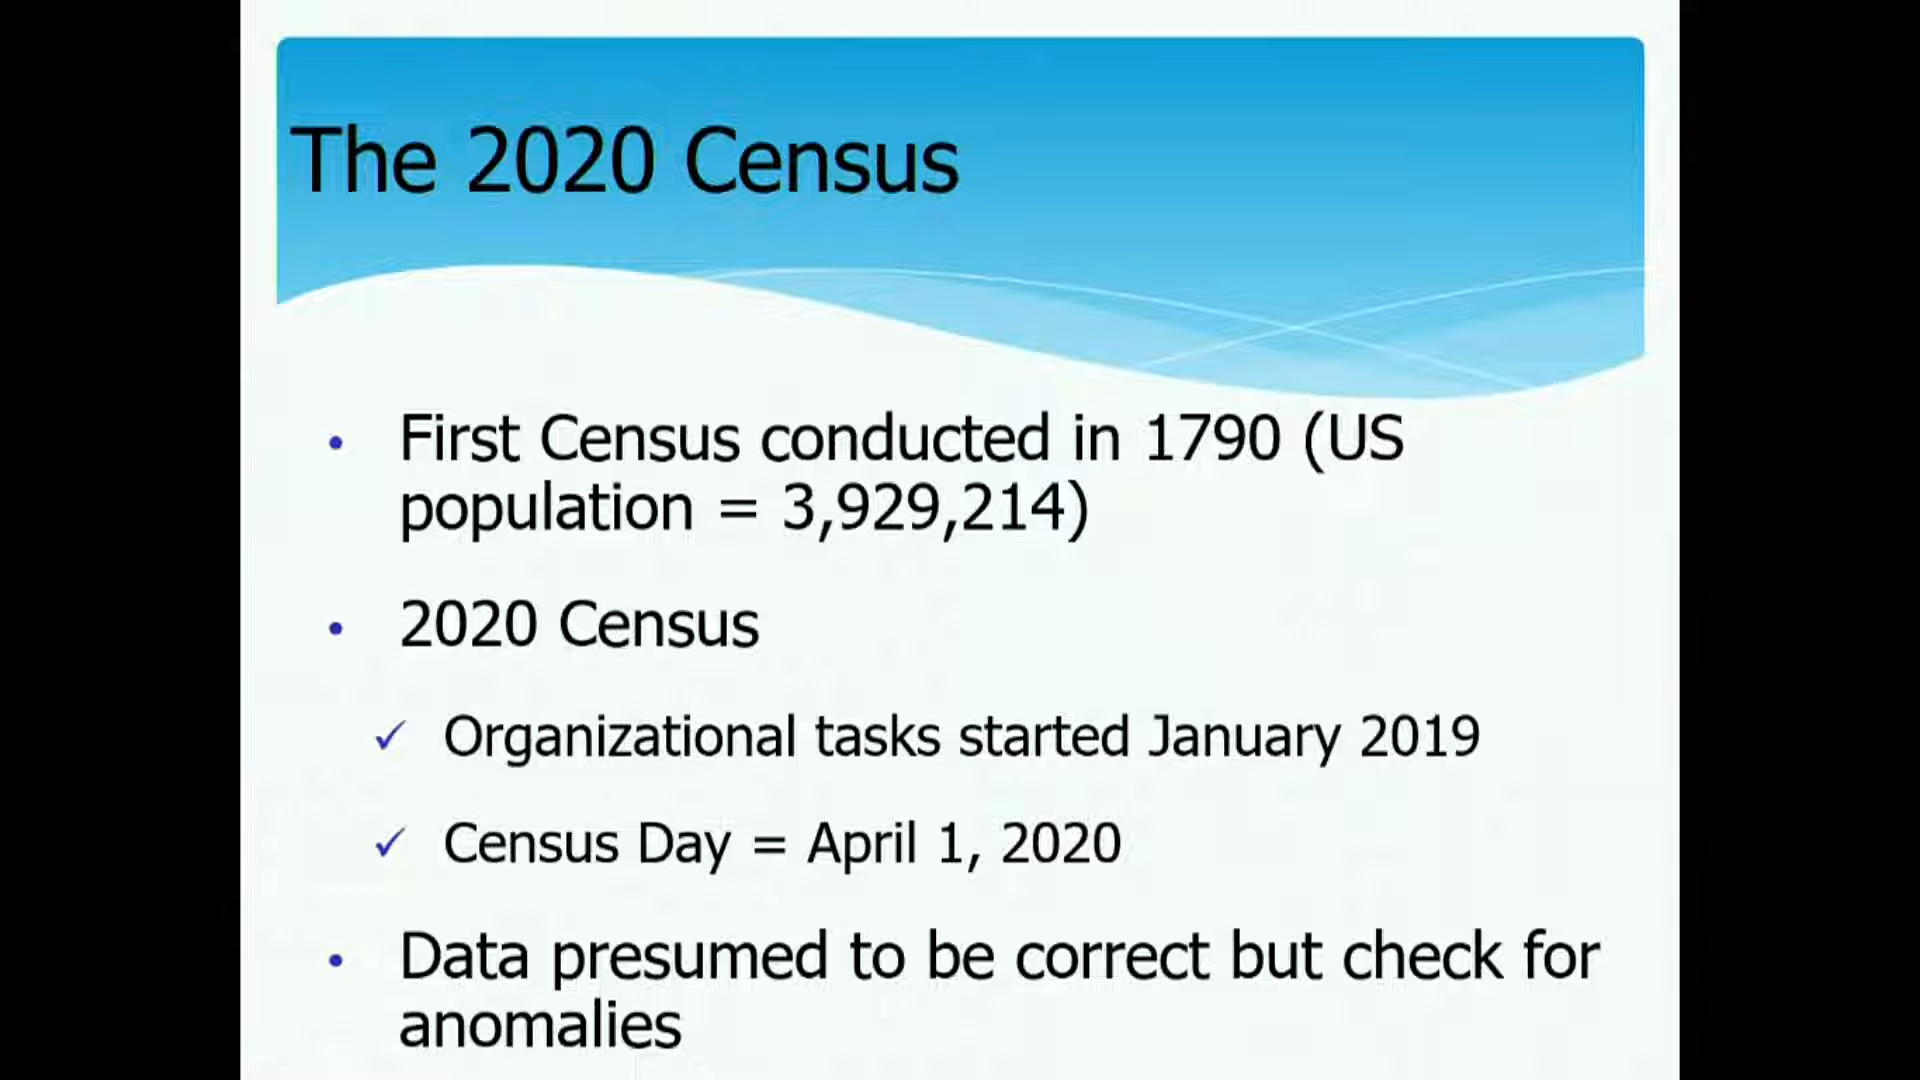 The 2020 Census
• First Census conducted in 1790 (US
population = 3,929,214)
• 2020 Census
✓ Organizational tasks started January 2019
✓ Census Day = April 1, 2020
• Data presumed to be correct but check for
anomalies